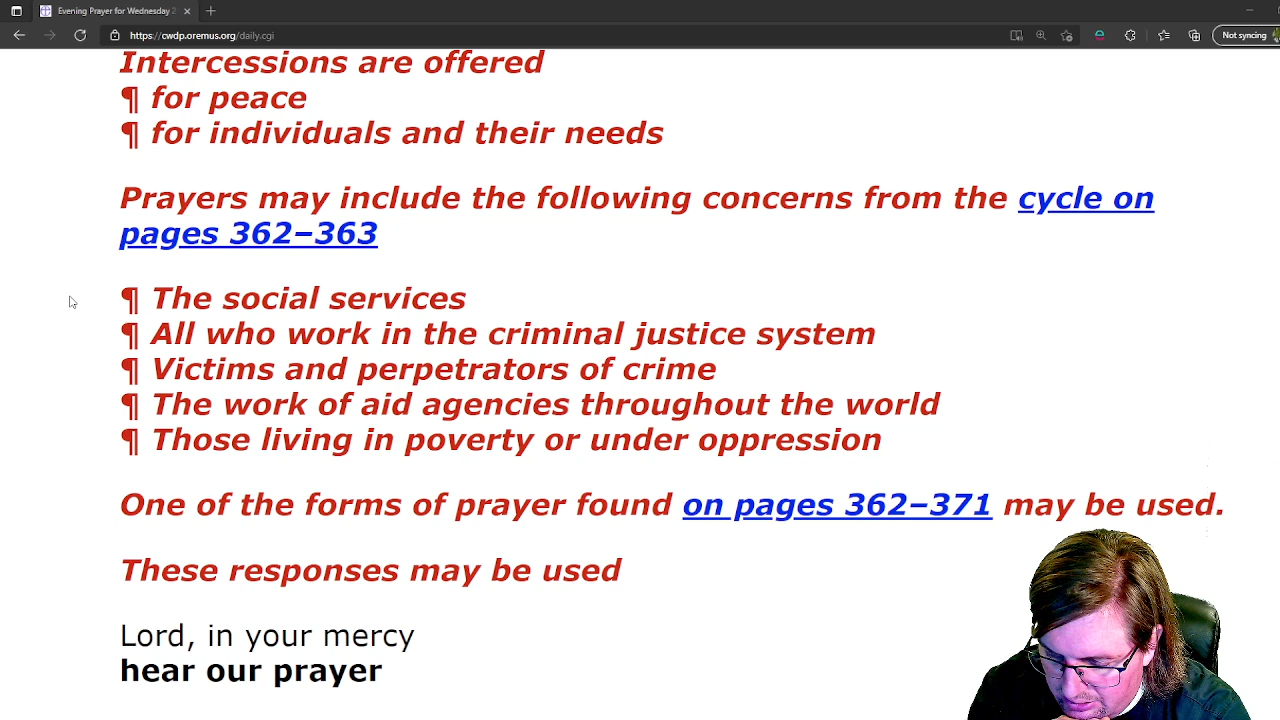 Evening Prayer for Wednesday 2
https://cwdp.oremus.org/daily.cgi
Not syncing
Intercessions are offered
¶ for peace
¶ for individuals and their needs
Prayers may include the following concerns from the cycle on
pages 362–363
¶ The social services
¶ All who work in the criminal justice system
¶ Victims and perpetrators of crime
¶ The work of aid agencies throughout the world
¶ Those living in poverty or under oppression
One of the forms of prayer found on pages 362–371 may be used.
These responses may be used
Lord, in your mercy
hear our prayer